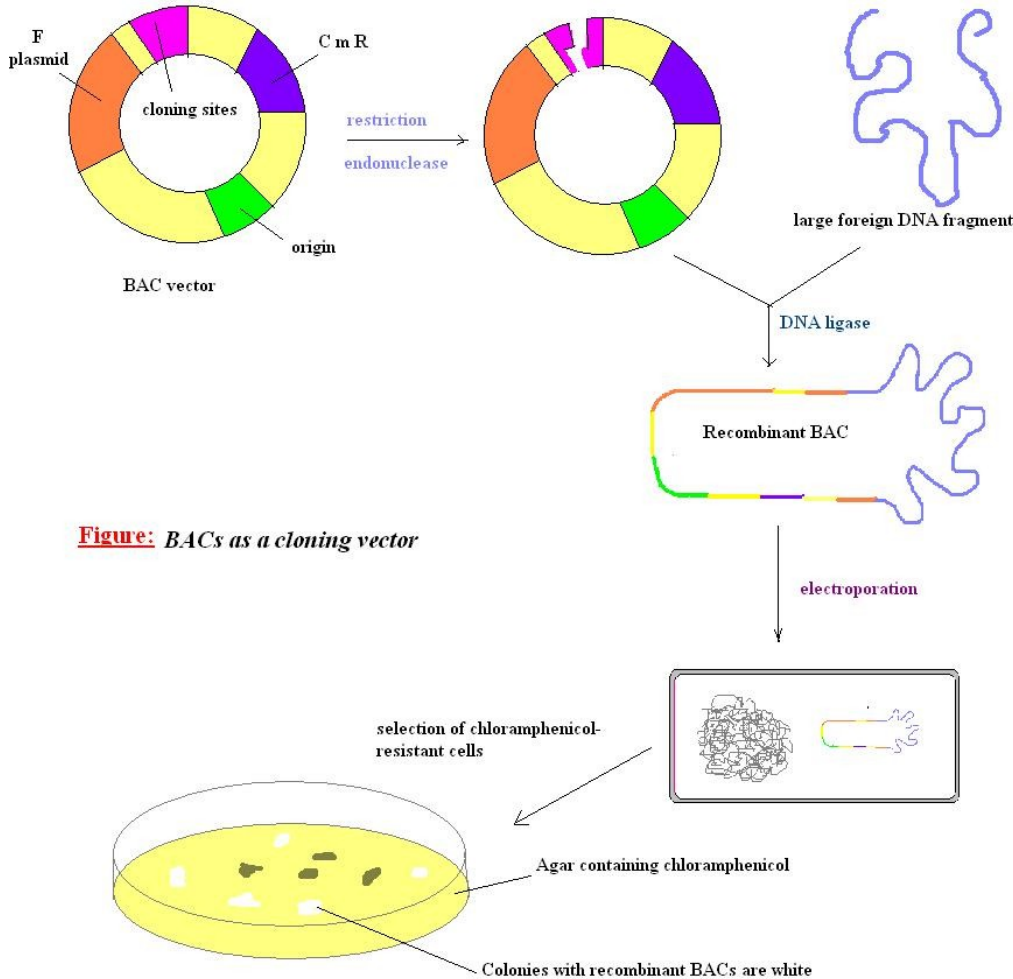 F
plasmid
C m R
cloning sites
origin
BAC vector
restriction
endonuclease
large foreign DNA fragment
DNA ligase
Recombinant BAC
Figure: BACs as a cloning vector
electroporation
selection of chloramphenicol-
resistant cells
Agar containing chloramphenicol
Colonies with recombinant BACs are white